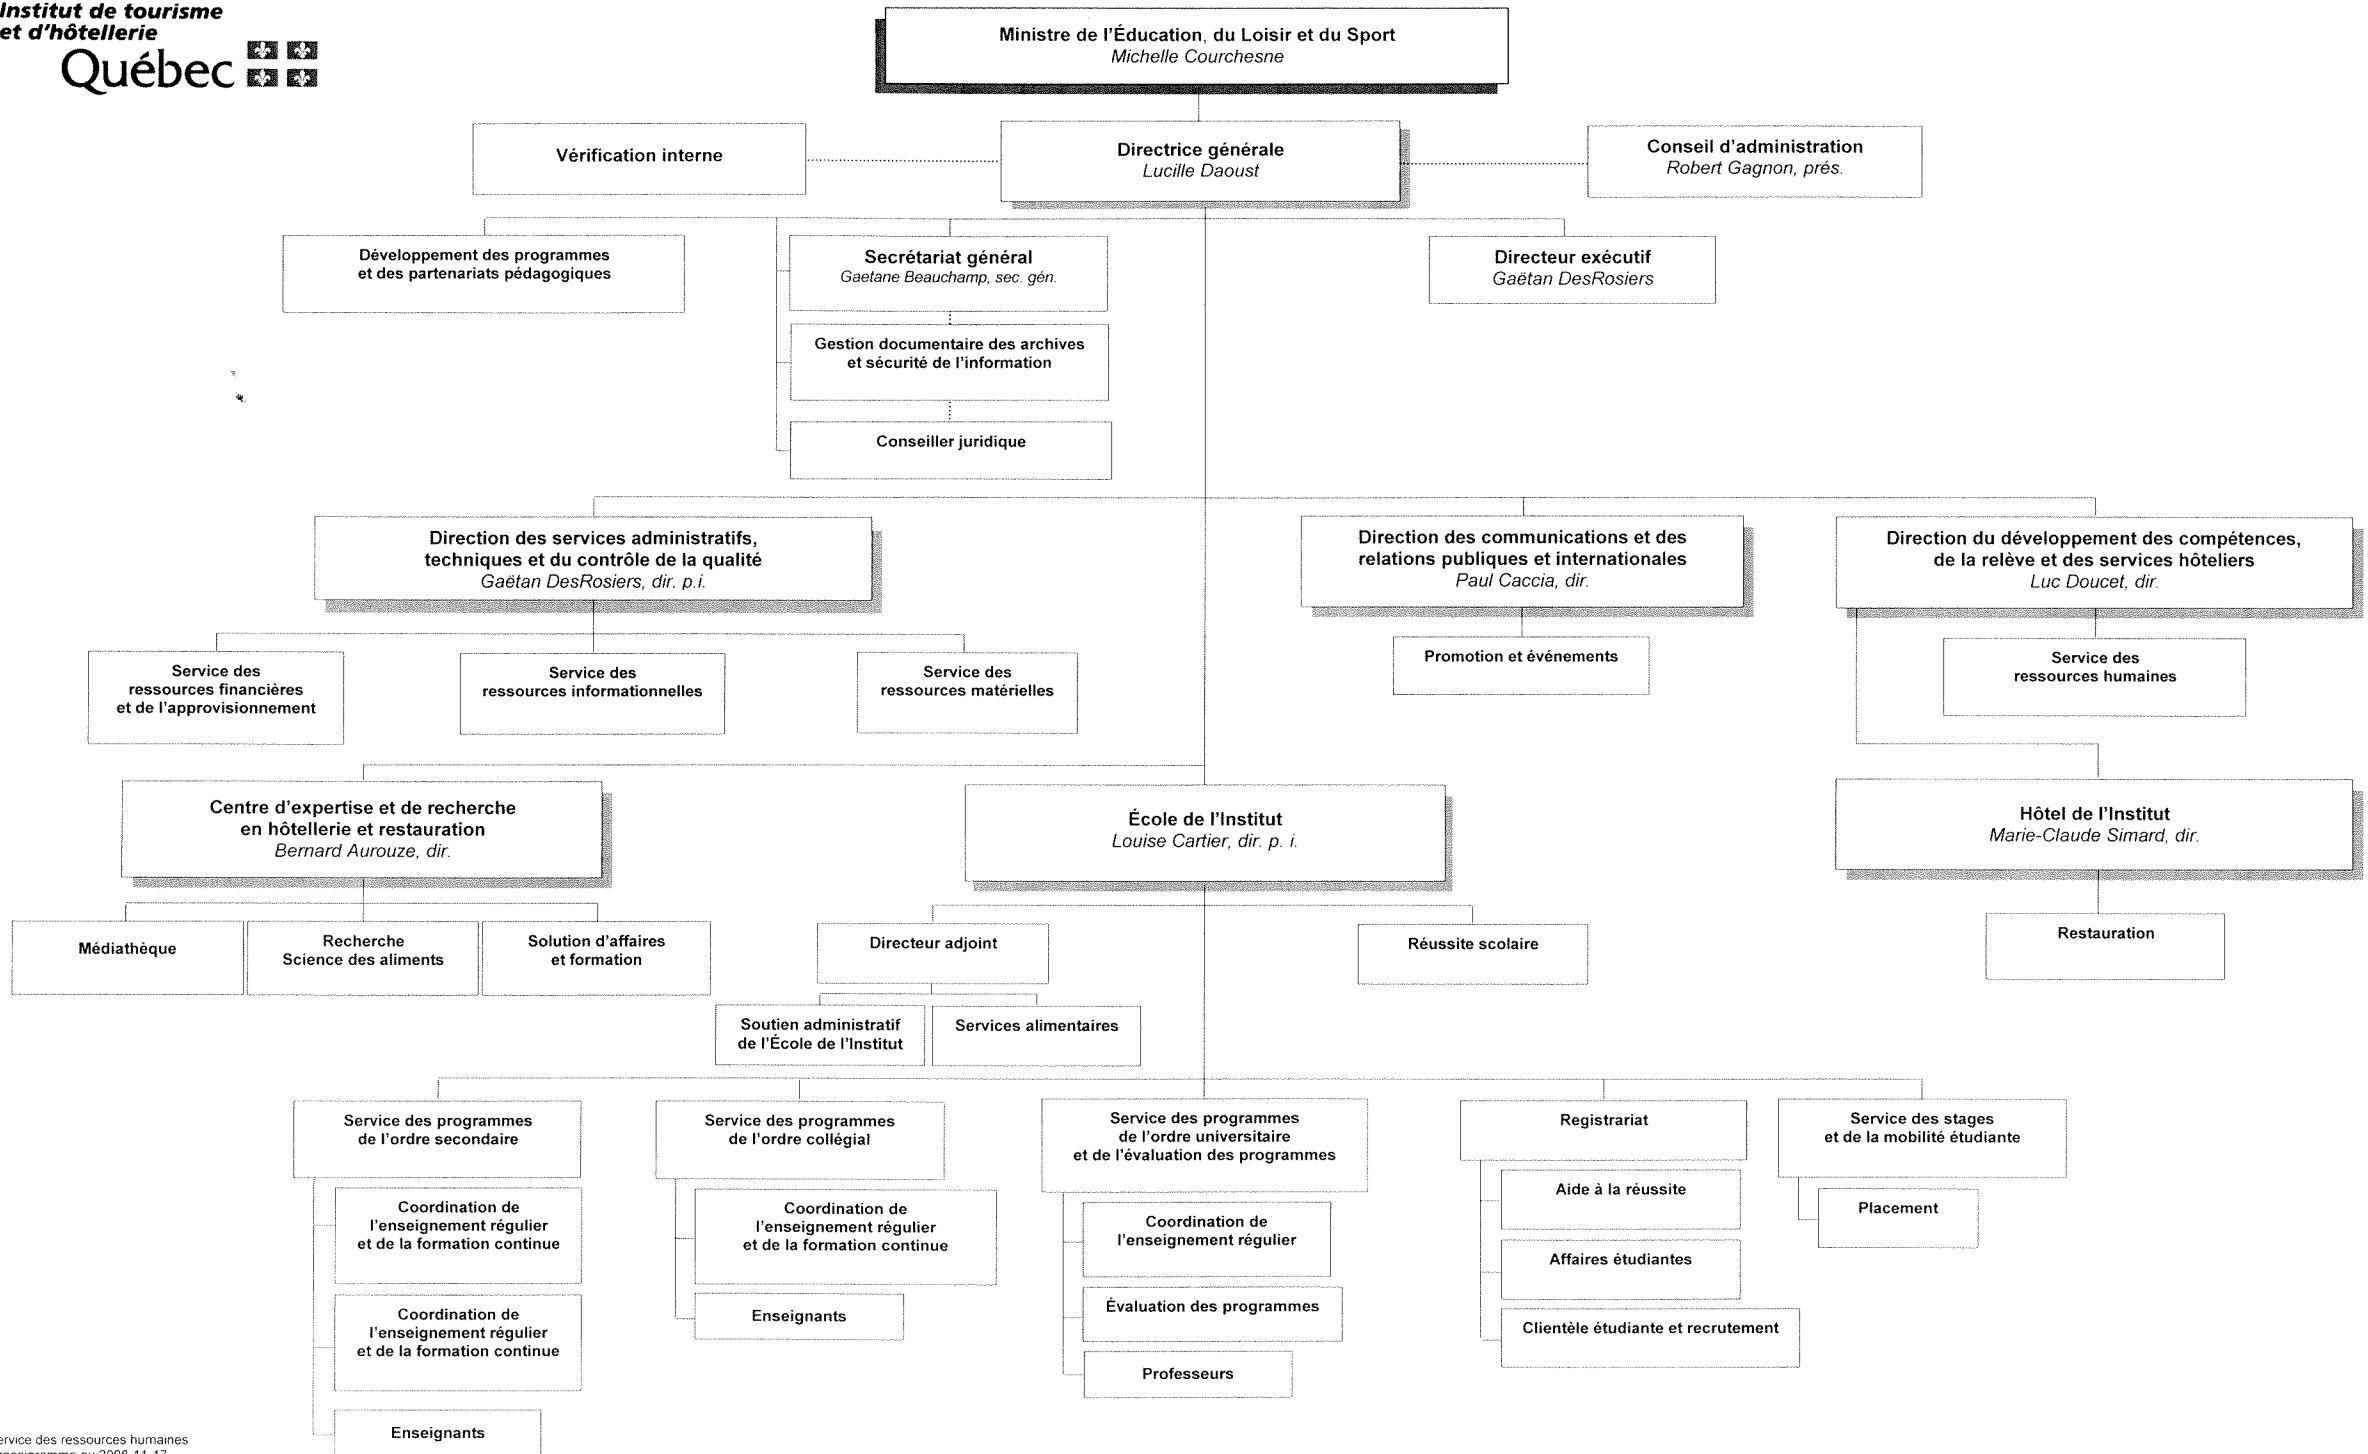 Institut de tourisme
et d'hôtellerie
Québec
Ministre de l'Éducation, du Loisir et du Sport
Michelle Courchesne
Vérification interne
Directrice générale
Lucille Daoust
Conseil d'administration
Robert Gagnon, prés.
Développement des programmes
et des partenariats pédagogiques
Secrétariat général
Gaetane Beauchamp, sec. gén.
Directeur exécutif
Gaëtan DesRosiers
Gestion documentaire des archives
et sécurité de l'information
Conseiller juridique
Direction des services administratifs,
techniques et du contrôle de la qualité
Gaëtan DesRosiers, dir. p.i.
Direction des communications et des
relations publiques et internationales
Paul Caccia, dir.
Direction du développement des compétences,
de la relève et des services hôteliers
Luc Doucet, dir.
Service des
ressources financières
et de l'approvisionnement
Service des
ressources informationnelles
Service des
ressources matérielles
Promotion et événements
Service des
ressources humaines
Centre d'expertise et de recherche
en hôtellerie et restauration
Bernard Aurouze, dir.
École de l'Institut
Louise Cartier, dir. p. i.
Hôtel de l'Institut
Marie-Claude Simard, dir.
Médiathèque
Recherche
Science des aliments
Solution d'affaires
et formation
Directeur adjoint
Réussite scolaire
Restauration
Soutien administratif
de l'École de l'Institut
Services alimentaires
Service des programmes
de l'ordre secondaire
Service des programmes
de l'ordre collégial
Service des programmes
de l'ordre universitaire
et de l'évaluation des programmes
Registrariat
Service des stages
et de la mobilité étudiante
Coordination de
l'enseignement régulier
et de la formation continue
Coordination de
l'enseignement régulier
et de la formation continue
Enseignants
Coordination de
l'enseignement régulier
et de la formation continue
Enseignants
Coordination de
l'enseignement régulier
Évaluation des programmes
Professeurs
Aide à la réussite
Affaires étudiantes
Clientèle étudiante et recrutement
Placement
ervice des ressources humaines